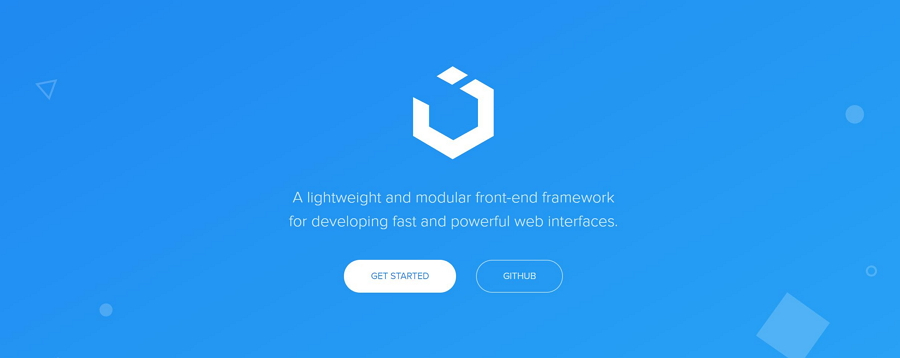 A lightweight and modular front-end framework
for developing fast and powerful web interfaces.
GET STARTED
GITHUB